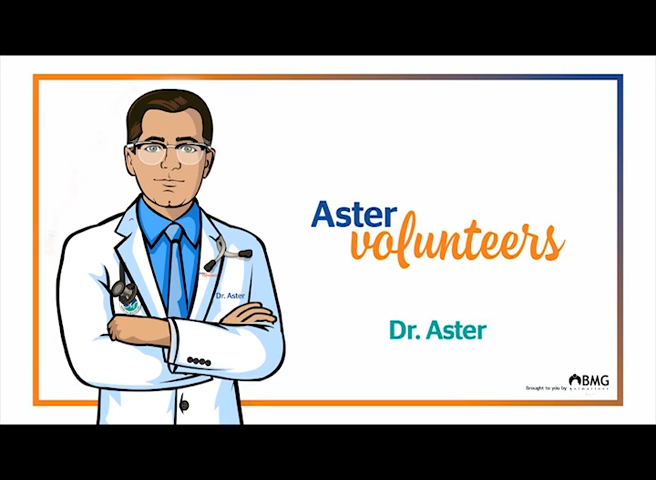 Aster
volunteers
Dr. Aster
Dr. Aster
Brought to you by BMG